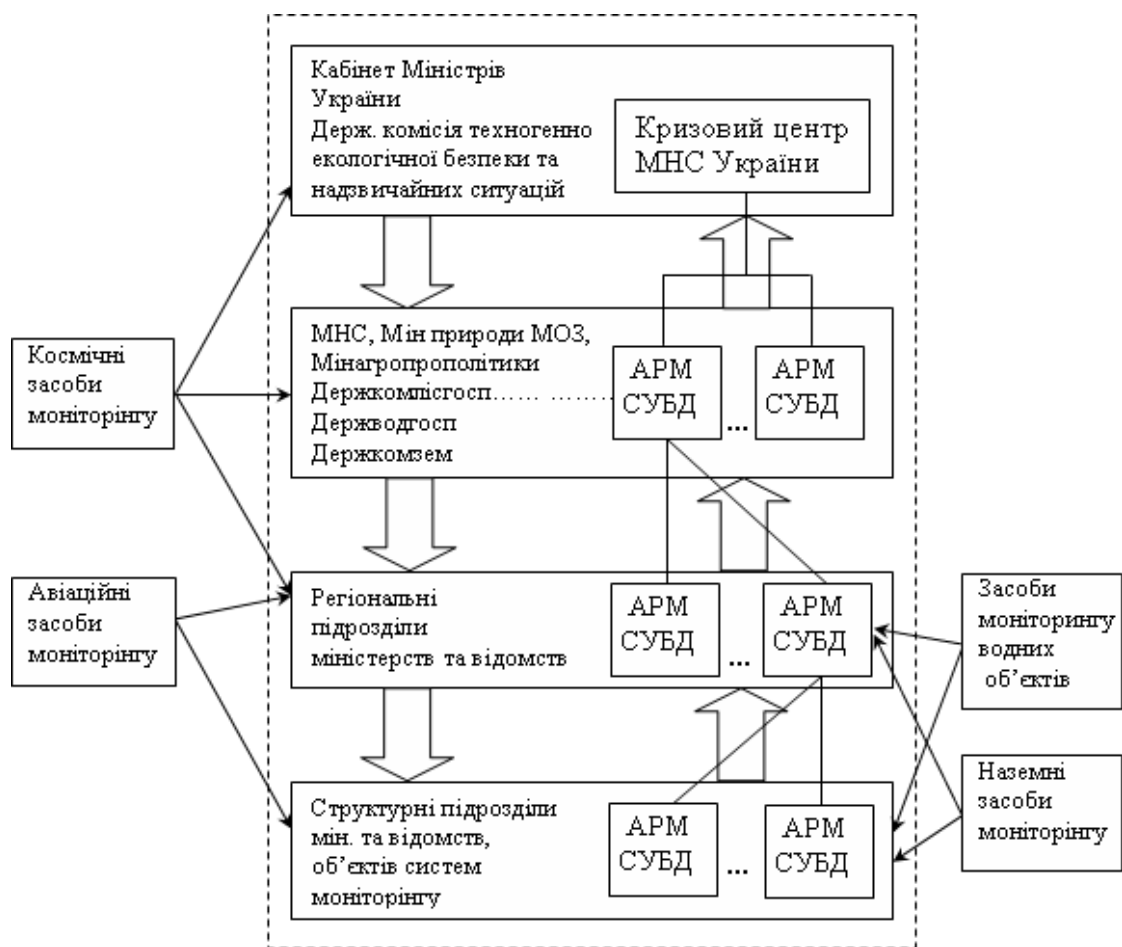 Кабінет Міністрів
України
Держ. комісія техногенно
екологічної безпеки та
надзвичайних ситуацій
Кризовий центр
МНС України
Космічні
засоби
моніторінгу
МНС, Мін природи МОЗ,
Мінагропрополітики
Держкомлісгосп…… ……...
Держводгосп
Держкомзем
АРМ
СУБД
...
АРМ
СУБД
Авіаційні
засоби
моніторінгу
Регіональні
підрозділи
міністерств та відомств
АРМ
СУБД
...
АРМ
СУБД
Засоби
моніторингу
водних
об’єктів
Структурні підрозділи
мін. та відомств,
об’єктів систем
моніторінгу
АРМ
СУБД
...
АРМ
СУБД
Наземні
засоби
моніторінгу